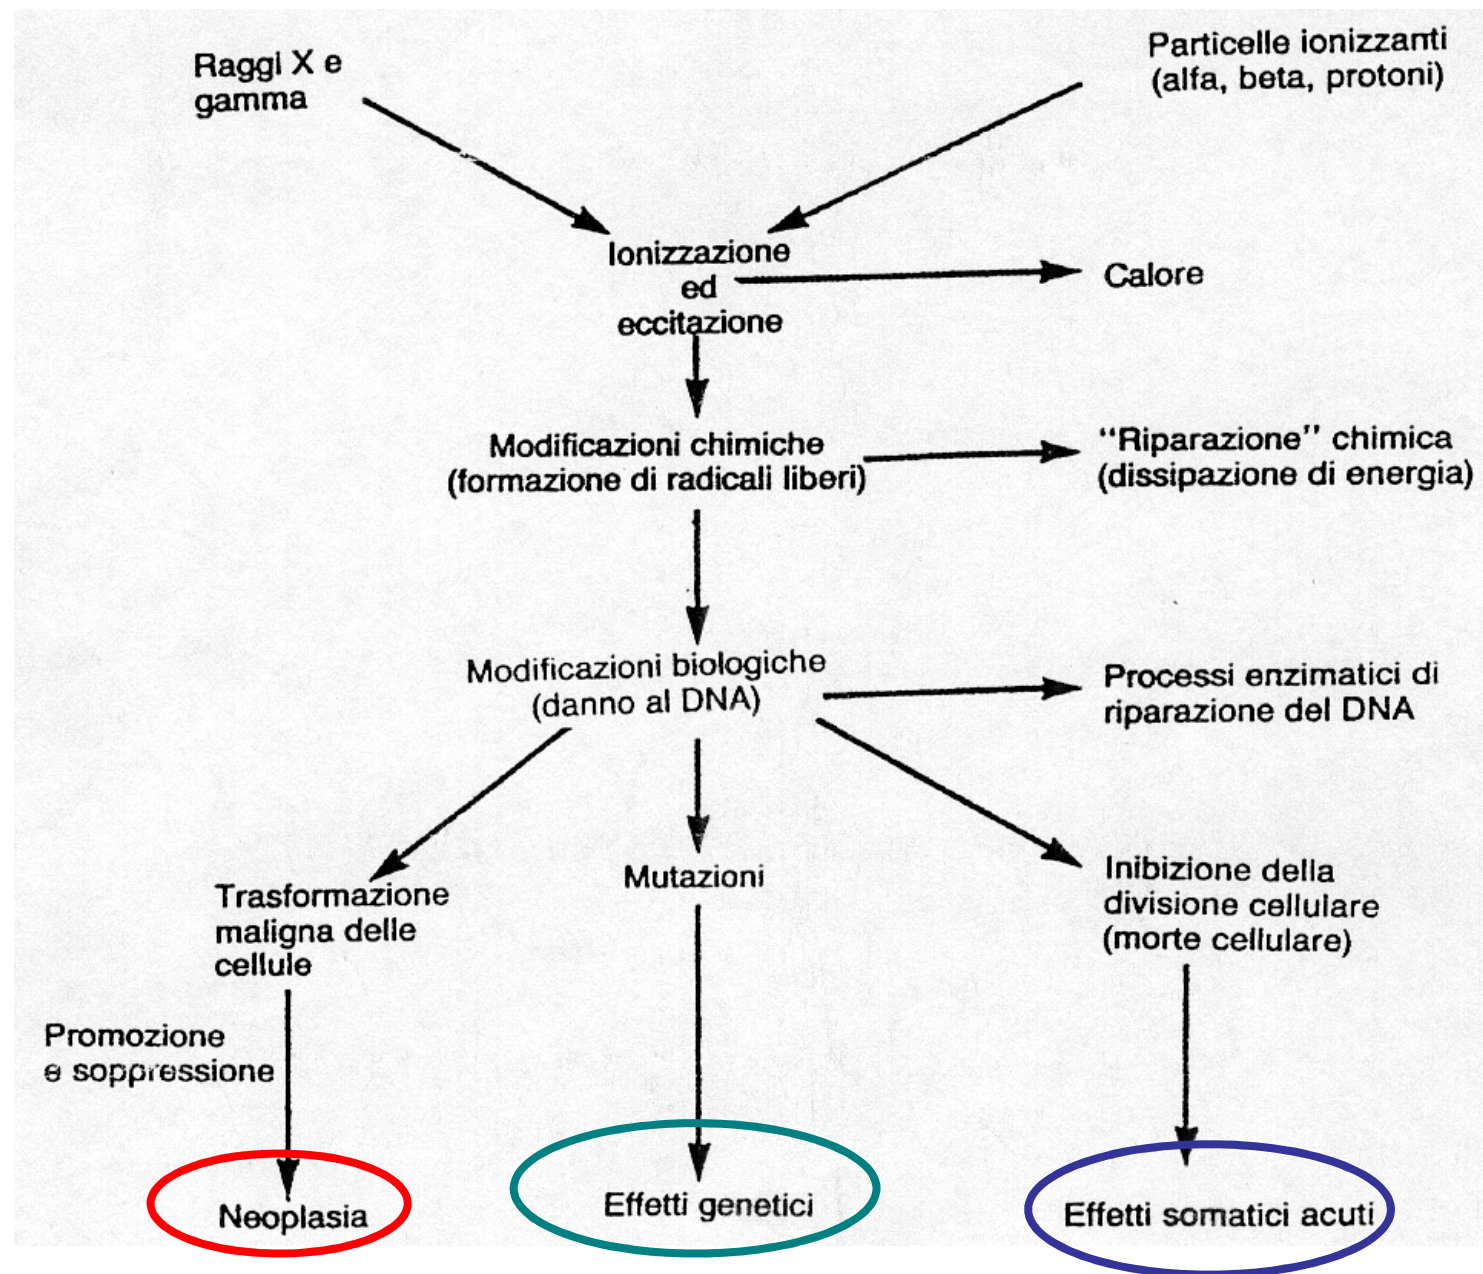 Raggi X e
gamma
Particelle ionizzanti
(alfa, beta, protoni)
Ionizzazione
ed
eccitazione
Calore
Modificazioni chimiche
(formazione di radicali liberi)
"Riparazione" chimica
(dissipazione di energia)
Modificazioni biologiche
(danno al DNA)
Processi enzimatici di
riparazione del DNA
Trasformazione
maligna delle
cellule
Mutazioni
Inibizione della
divisione cellulare
(morte cellulare)
Promozione
e soppressione
Neoplasia
Effetti genetici
Effetti somatici acuti